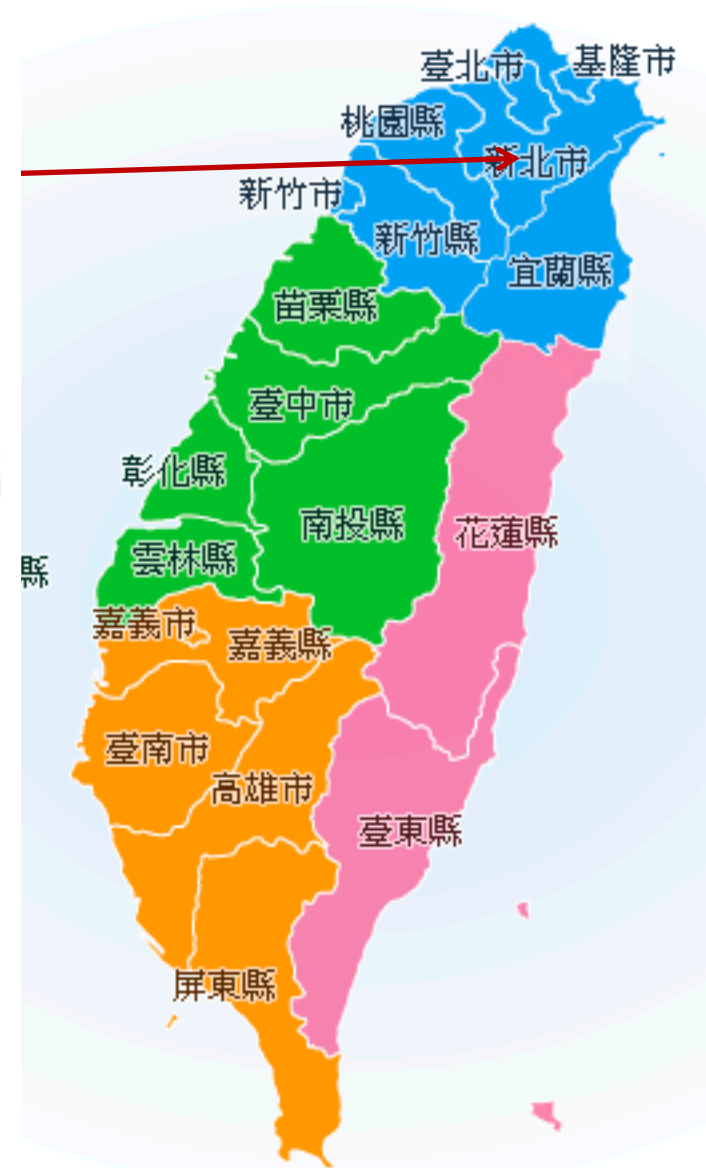 臺北市
基隆市
桃園縣
新北市
新竹市
新竹縣
宜蘭縣
苗栗縣
臺中市
彰化縣
南投縣
花蓮縣
雲林縣
縣
嘉義市
嘉義縣
臺南市
高雄市
臺東縣
屏東縣